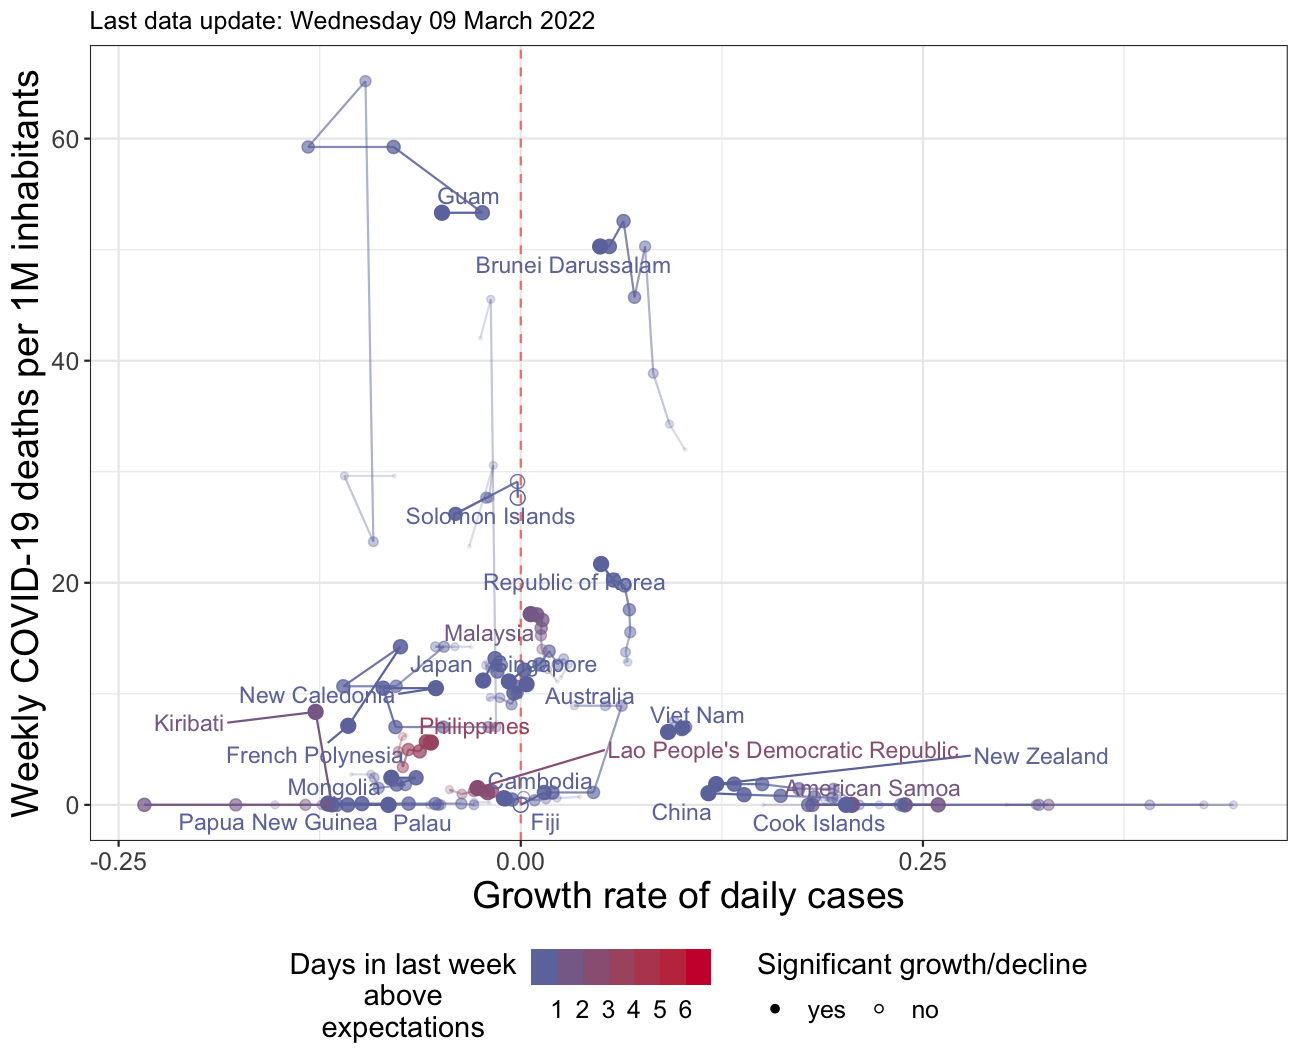 Last data update: Wednesday 09 March 2022
Weekly COVID-19 deaths per 1M inhabitants
60
40
20
0
Guam
Brunei Darussalam
Solomon Islands
Republic of Korea
Malaysia
Japan
Singapore
New Caledonia
Australia
Kiribati
Viet Nam
Philippines
French Polynesia
Lao People's Democratic Republic
New Zealand
Mongolia
Cambodia
American Samoa
China
Papua New Guinea
Palau
Fiji
Cook Islands
-0.25
0.00
0.25
Growth rate of daily cases
Days in last week
above
expectations
1 2 3 4 5 6
Significant growth/decline
yes
no